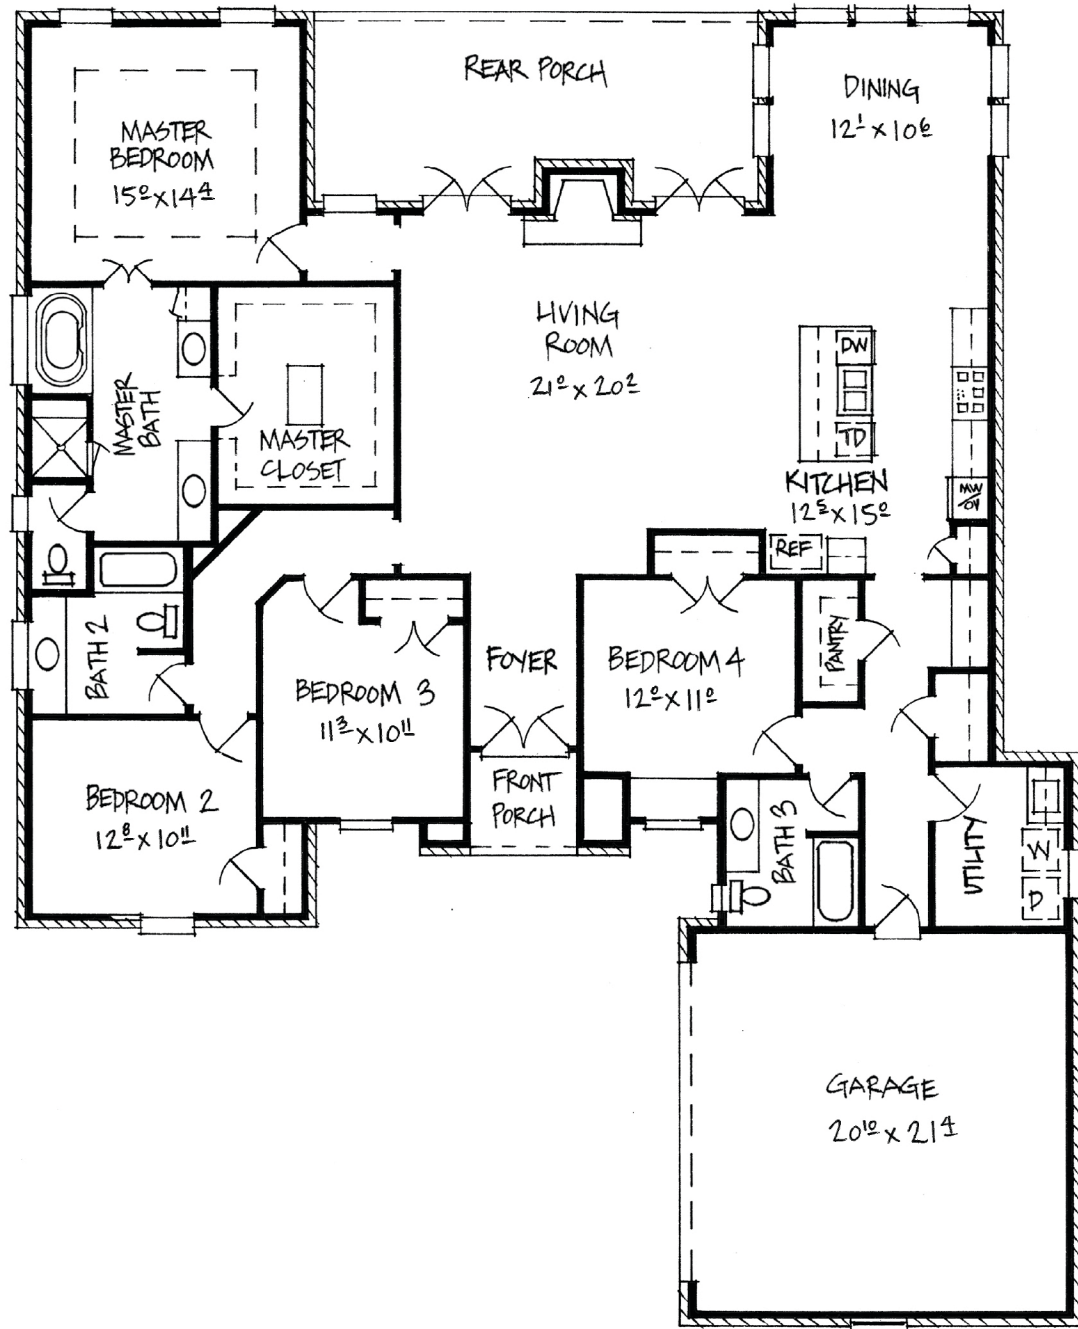 REAR PORCH
DINING
12¹ x 10⁶
MASTER
BEDROOM
15⁰ x 14⁴
LIVING
ROOM
21⁰ x 20²
DW
TD
KITCHEN
12⁵ x 15⁰
MW/OV
REF
MASTER
BATH
MASTER
CLOSET
BATH 2
BEDROOM 3
11³ x 10¹¹
FOYER
BEDROOM 4
12⁰ x 11⁰
PANTRY
FRONT
PORCH
BEDROOM 2
12⁸ x 10¹¹
BATH 3
UTILITY
W
D
GARAGE
20¹⁰ x 21⁴